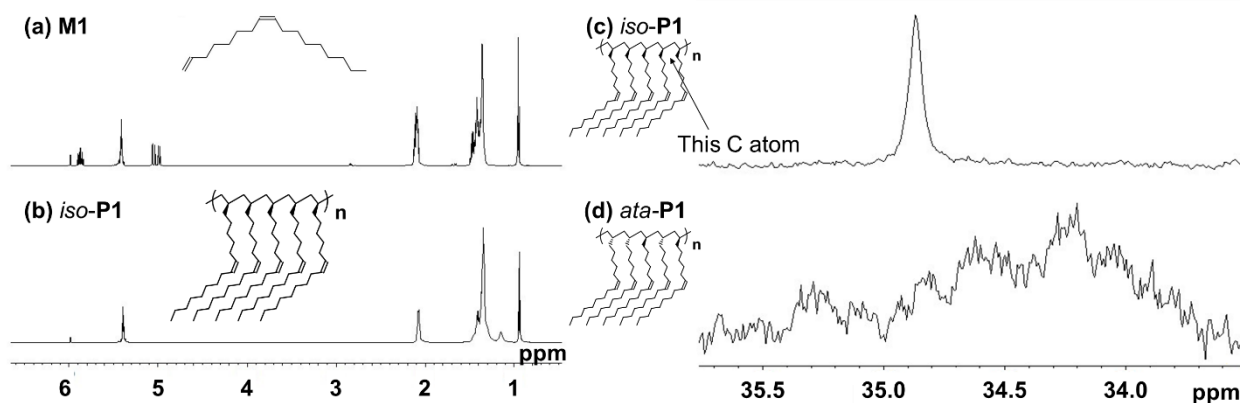 (a) M1
(b) iso-P1
n
ppm
6 5 4 3 2 1
(c) iso-P1
n
This C atom
(d) ata-P1
n
35.5 35.0 34.5 34.0 ppm